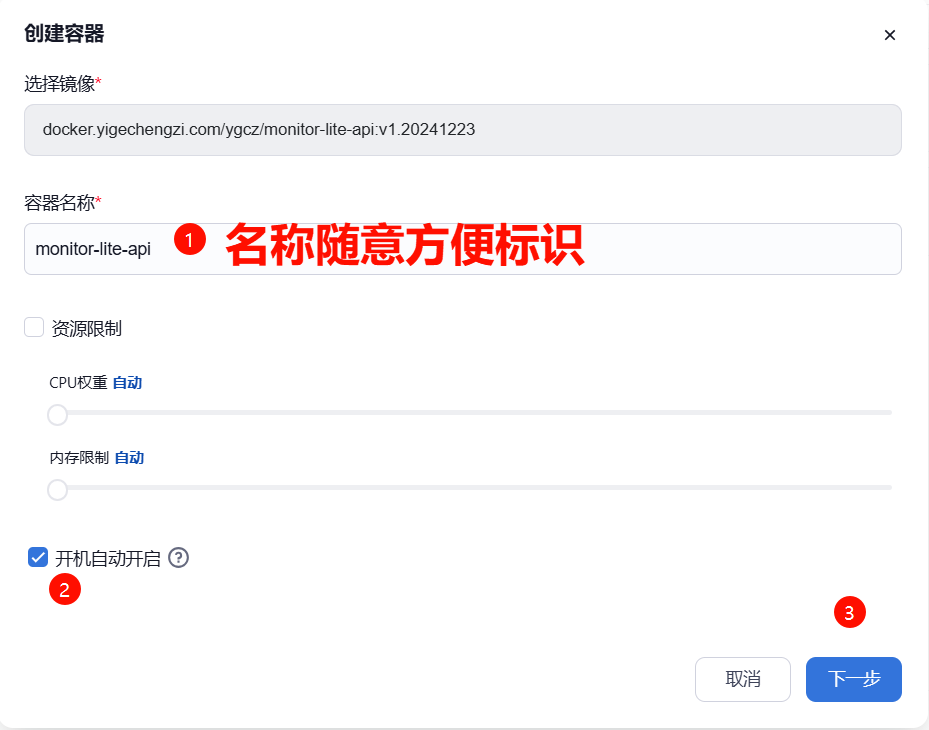 创建容器
选择镜像*
docker.yigechengzi.com/ygcz/monitor-lite-api:v1.20241223
容器名称*
monitor-lite-api 1 名称随意方便标识
资源限制
CPU权重 自动
内存限制 自动
开机自动开启 ?
2
3
取消 下一步